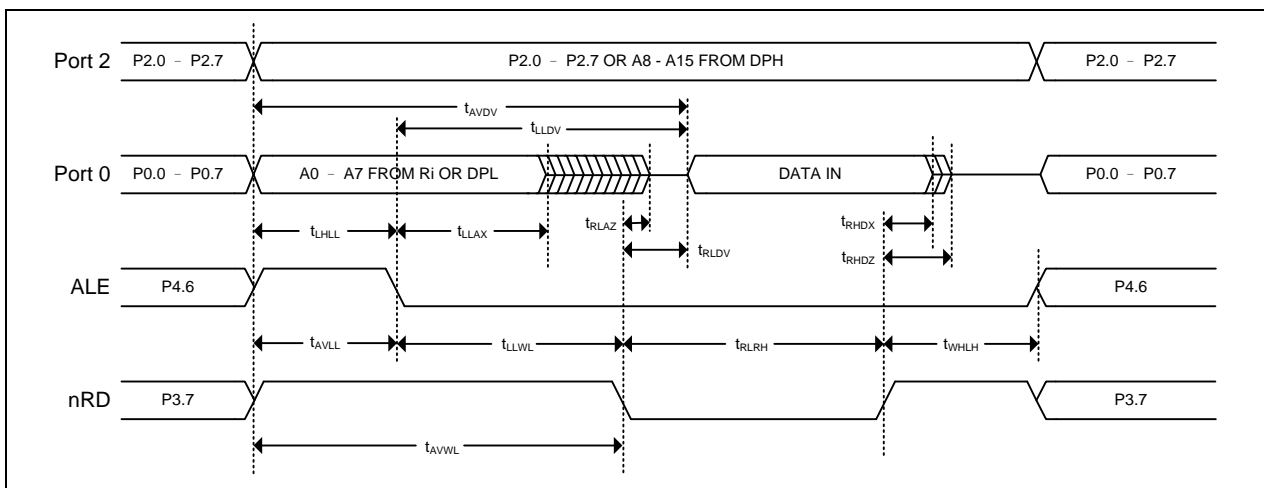 Port 2 P2.0 – P2.7 P2.0 – P2.7 OR A8 - A15 FROM DPH P2.0 – P2.7
tAVDV
tLLDV
Port 0 P0.0 – P0.7 A0 – A7 FROM Ri OR DPL DATA IN P0.0 – P0.7
tLHLL tLLAX tRLAZ tRHDX
tRLDV
tRHDZ
ALE P4.6 P4.6
tAVLL tLLWL tRLRH tWHLH
nRD P3.7 P3.7
tAVWL